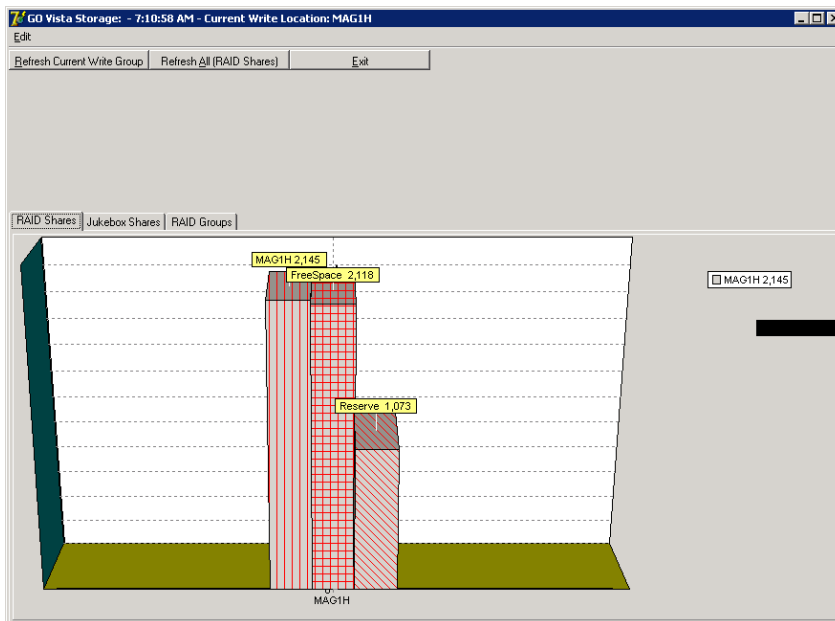 GO Vista Storage: - 7:10:58 AM - Current Write Location: MAG1H
Edit
Refresh Current Write Group Refresh All (RAID Shares) Exit
RAID Shares Jukebox Shares RAID Groups
MAG1H 2,145
FreeSpace 2,118
MAG1H 2,145
Reserve 1,073
0
MAG1H